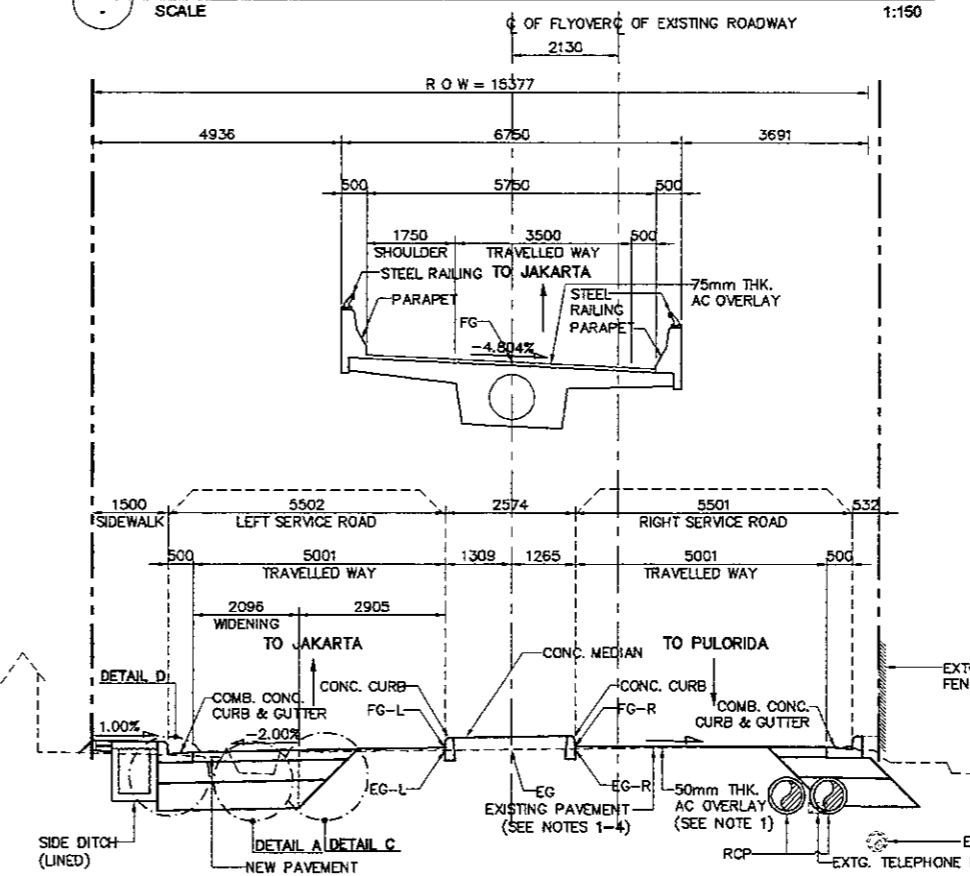 SCALE
1:150
℄ OF FLYOVER
℄ OF EXISTING ROADWAY
2130
R O W = 15377
4936
6750
3691
500
5750
500
1750
3500
500
SHOULDER
TRAVELLED WAY
STEEL RAILING
TO JAKARTA
75mm THK.
AC OVERLAY
PARAPET
STEEL
RAILING
PARAPET
FG
-4.804%
1500
5502
2574
5501
532
SIDEWALK
LEFT SERVICE ROAD
RIGHT SERVICE ROAD
500
5001
1309
1265
5001
500
TRAVELLED WAY
TRAVELLED WAY
2096
2905
WIDENING
TO JAKARTA
TO PULORIDA
CONC. MEDIAN
DETAIL D
CONC. CURB
CONC. CURB
COMB. CONC.
CURB & GUTTER
FG-L
FG-R
COMB. CONC.
CURB & GUTTER
1.00%
-2.00%
EG-L
EG
EG-R
EXISTING PAVEMENT
(SEE NOTES 1-4)
50mm THK.
AC OVERLAY
(SEE NOTE 1)
SIDE DITCH
(LINED)
DETAIL A
DETAIL C
NEW PAVEMENT
RCP
EXTG. TELEPHONE